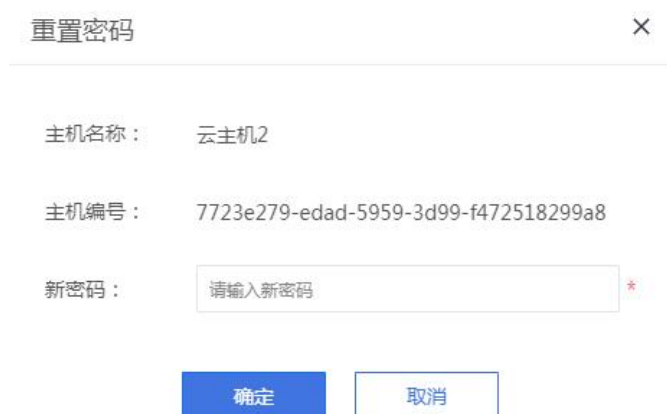 重置密码 ×
主机名称： 云主机2
主机编号： 7723e279-edad-5959-3d99-f472518299a8
新密码： 请输入新密码 *
确定 取消